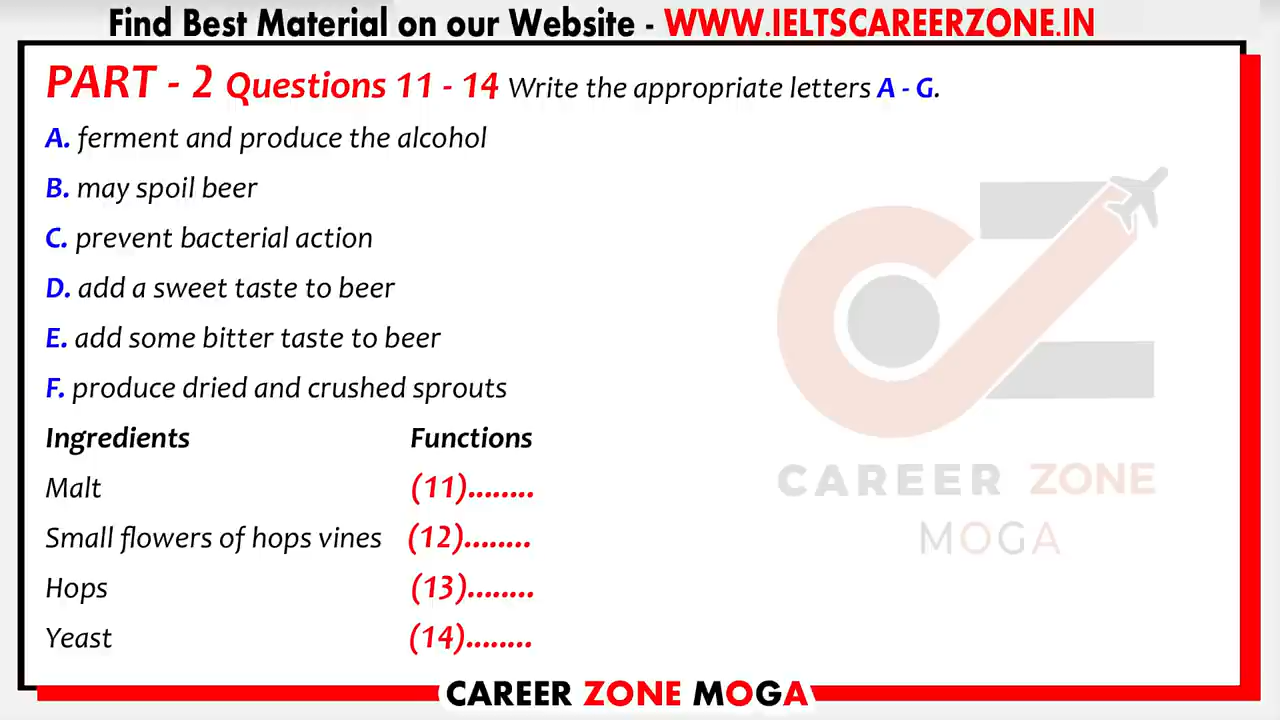 Find Best Material on our Website - WWW.IELTSCAREERZONE.IN
PART - 2 Questions 11 - 14 Write the appropriate letters A - G.
A. ferment and produce the alcohol
B. may spoil beer
C. prevent bacterial action
D. add a sweet taste to beer
E. add some bitter taste to beer
F. produce dried and crushed sprouts
Ingredients Functions
Malt (11)........
Small flowers of hops vines (12)........
Hops (13)........
Yeast (14)........
CZ
CAREER ZONE
MOGA
CAREER ZONE MOGA